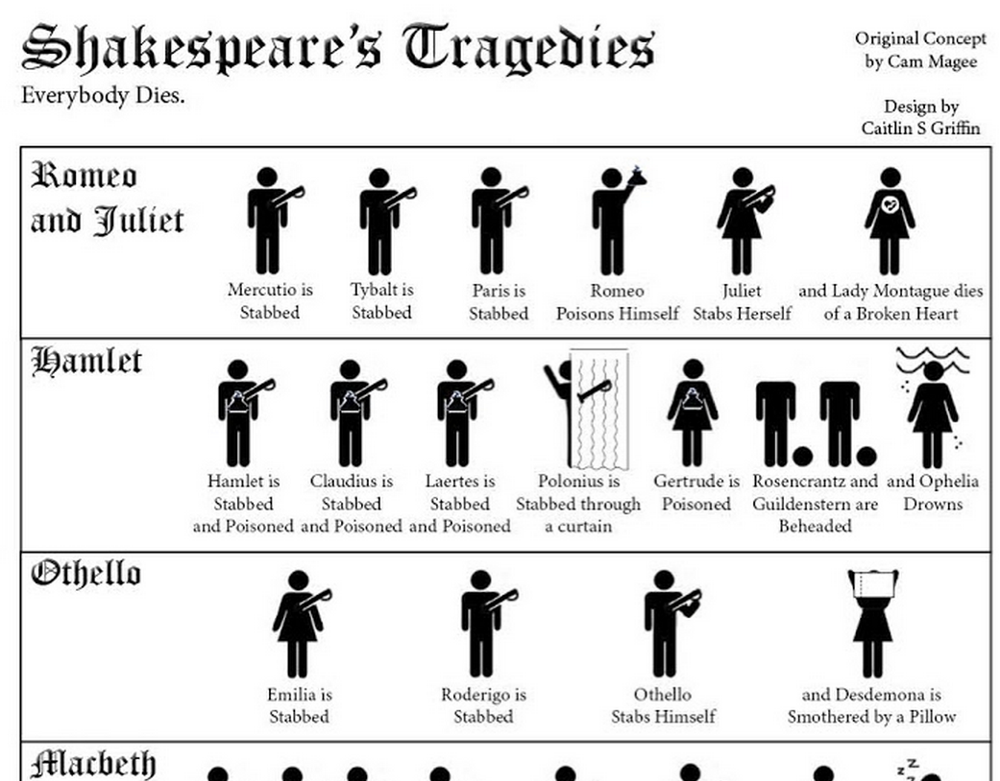 Shakespeare's Tragedies
Everybody Dies.
Original Concept
by Cam Magee
Design by
Caitlin S Griffin
Romeo
and Juliet
Mercutio is
Stabbed
Tybalt is
Stabbed
Paris is
Stabbed
Romeo
Poisons Himself
Juliet
Stabs Herself
and Lady Montague dies
of a Broken Heart
Hamlet
Hamlet is
Stabbed
and Poisoned
Claudius is
Stabbed
and Poisoned
Laertes is
Stabbed
and Poisoned
Polonius is
Stabbed through
a curtain
Gertrude is
Poisoned
Rosencrantz and
Guildenstern are
Beheaded
and Ophelia
Drowns
Othello
Emilia is
Stabbed
Roderigo is
Stabbed
Othello
Stabs Himself
and Desdemona is
Smothered by a Pillow
Macbeth
z Z
z